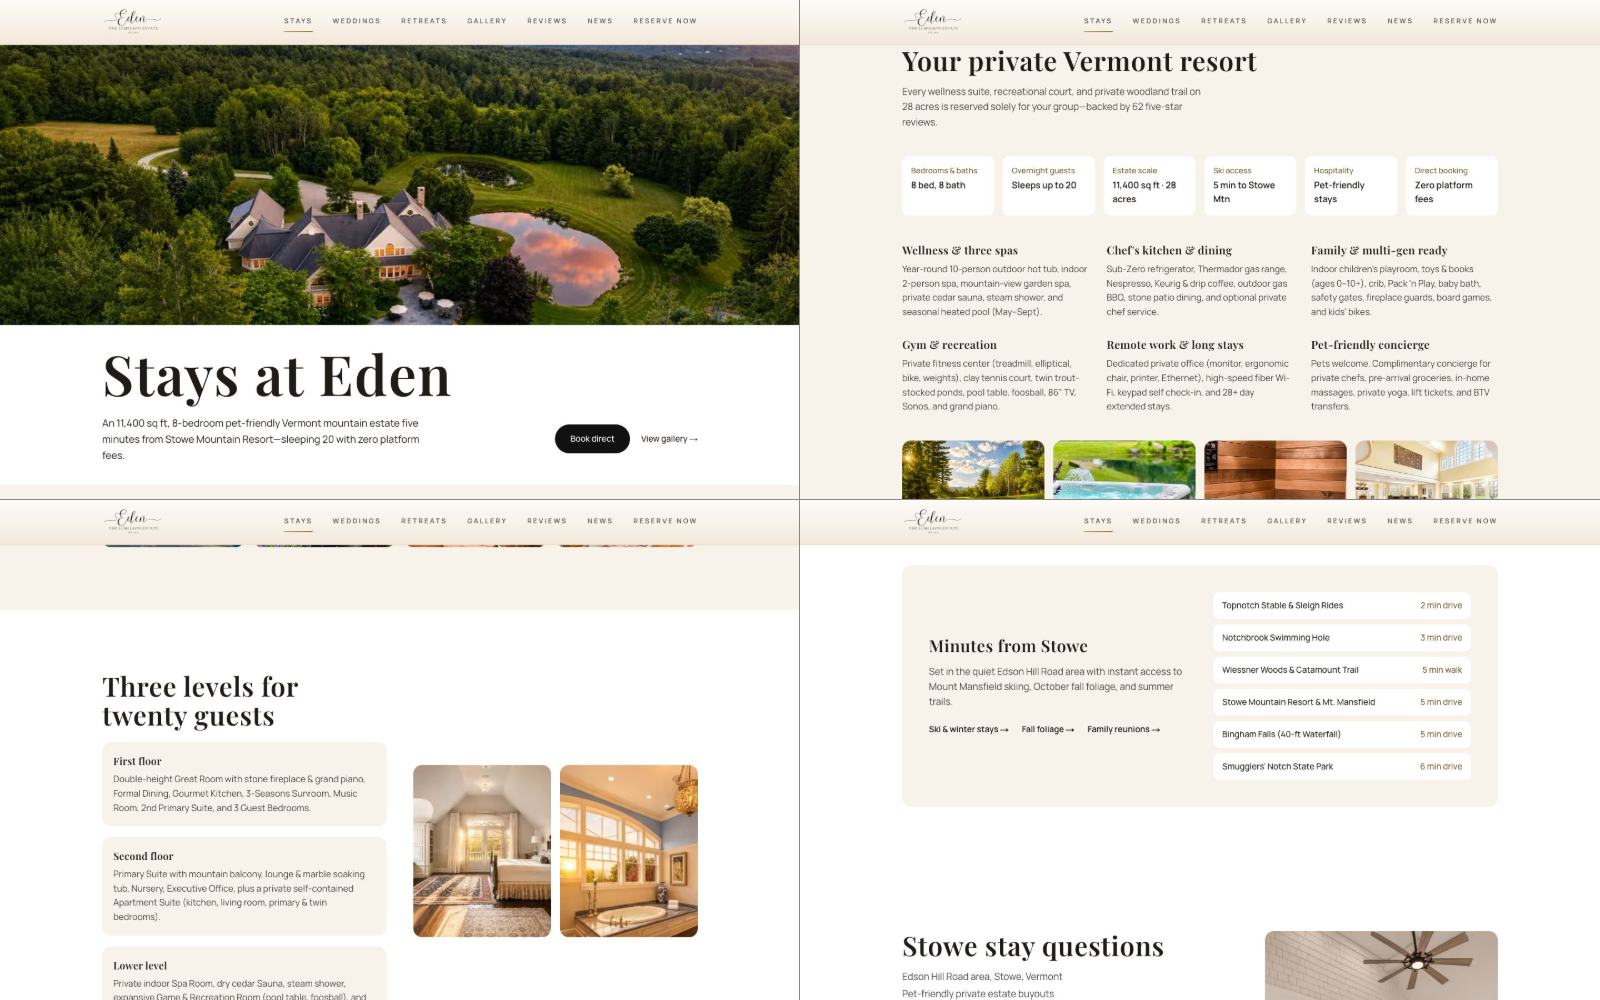 Eden
STAYS WEDDINGS RETREATS GALLERY REVIEWS NEWS RESERVE NOW
Stays at Eden
An 11,400 sq ft, 8-bedroom pet-friendly Vermont mountain estate five
minutes from Stowe Mountain Resort—sleeping 20 with zero platform
fees.
Book direct
View gallery →
Eden
STAYS WEDDINGS RETREATS GALLERY REVIEWS NEWS RESERVE NOW
Your private Vermont resort
Every wellness suite, recreational court, and private woodland trail on
28 acres is reserved solely for your group—backed by 62 five-star
reviews.
Bedrooms & baths
8 bed, 8 bath
Overnight guests
Sleeps up to 20
Estate scale
11,400 sq ft · 28
acres
Ski access
5 min to Stowe
Mtn
Hospitality
Pet-friendly
stays
Direct booking
Zero platform
fees
Wellness & three spas
Year-round 10-person outdoor hot tub, indoor
2-person spa, mountain-view garden spa,
private cedar sauna, steam shower, and
seasonal heated pool (May–Sept).
Chef's kitchen & dining
Sub-Zero refrigerator, Thermador gas range,
Nespresso, Keurig & drip coffee, outdoor gas
BBQ, stone patio dining, and optional private
chef service.
Family & multi-gen ready
Indoor children's playroom, toys & books
(ages 0–10+), crib, Pack 'n Play, baby bath,
safety gates, fireplace guards, board games,
and kids' bikes.
Gym & recreation
Private fitness center (treadmill, elliptical,
bike, weights), clay tennis court, twin trout-
stocked ponds, pool table, foosball, 86" TV,
Sonos, and grand piano.
Remote work & long stays
Dedicated private office (monitor, ergonomic
chair, printer, Ethernet), high-speed fiber Wi-
Fi, keypad self check-in, and 28+ day
extended stays.
Pet-friendly concierge
Pets welcome. Complimentary concierge for
private chefs, pre-arrival groceries, in-home
massages, private yoga, lift tickets, and BTV
transfers.
Eden
STAYS WEDDINGS RETREATS GALLERY REVIEWS NEWS RESERVE NOW
Three levels for
twenty guests
First floor
Double-height Great Room with stone fireplace & grand piano,
Formal Dining, Gourmet Kitchen, 3-Seasons Sunroom, Music
Room, 2nd Primary Suite, and 3 Guest Bedrooms.
Second floor
Primary Suite with mountain balcony, lounge & marble soaking
tub, Nursery, Executive Office, plus a private self-contained
Apartment Suite (kitchen, living room, primary & twin
bedrooms).
Lower level
Private indoor Spa Room, dry cedar Sauna, steam shower,
expansive Game & Recreation Room (pool table, foosball), and
Eden
STAYS WEDDINGS RETREATS GALLERY REVIEWS NEWS RESERVE NOW
Minutes from Stowe
Set in the quiet Edson Hill Road area with instant access to
Mount Mansfield skiing, October fall foliage, and summer
trails.
Ski & winter stays → Fall foliage → Family reunions →
Topnotch Stable & Sleigh Rides 2 min drive
Notchbrook Swimming Hole 3 min drive
Wiessner Woods & Catamount Trail 5 min walk
Stowe Mountain Resort & Mt. Mansfield 5 min drive
Bingham Falls (40-ft Waterfall) 5 min drive
Smugglers' Notch State Park 6 min drive
Stowe stay questions
Edson Hill Road area, Stowe, Vermont
Pet-friendly private estate buyouts